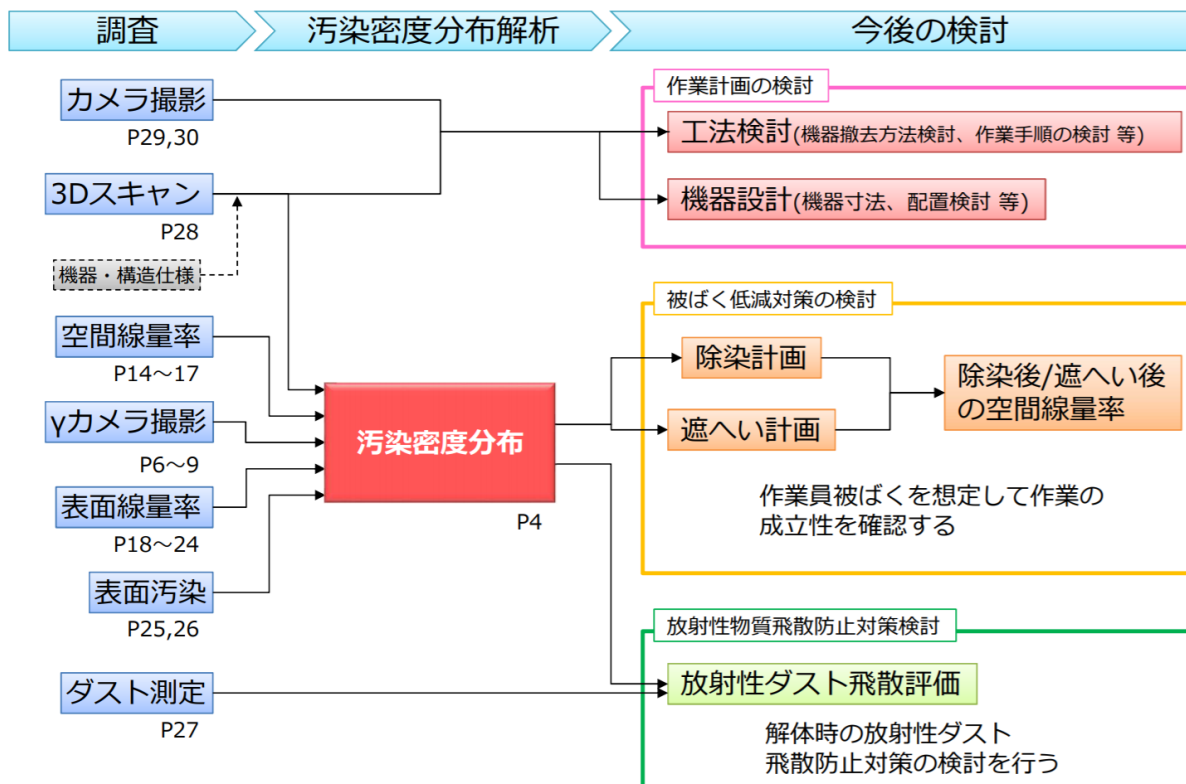 調査
汚染密度分布解析
今後の検討
カメラ撮影
P29,30
3Dスキャン
P28
機器・構造仕様
空間線量率
P14～17
γカメラ撮影
P6～9
表面線量率
P18～24
表面汚染
P25,26
ダスト測定
P27
汚染密度分布
P4
作業計画の検討
工法検討(機器撤去方法検討、作業手順の検討 等)
機器設計(機器寸法、配置検討 等)
被ばく低減対策の検討
除染計画
遮へい計画
除染後/遮へい後
の空間線量率
作業員被ばくを想定して作業の
成立性を確認する
放射性物質飛散防止対策検討
放射性ダスト飛散評価
解体時の放射性ダスト
飛散防止対策の検討を行う